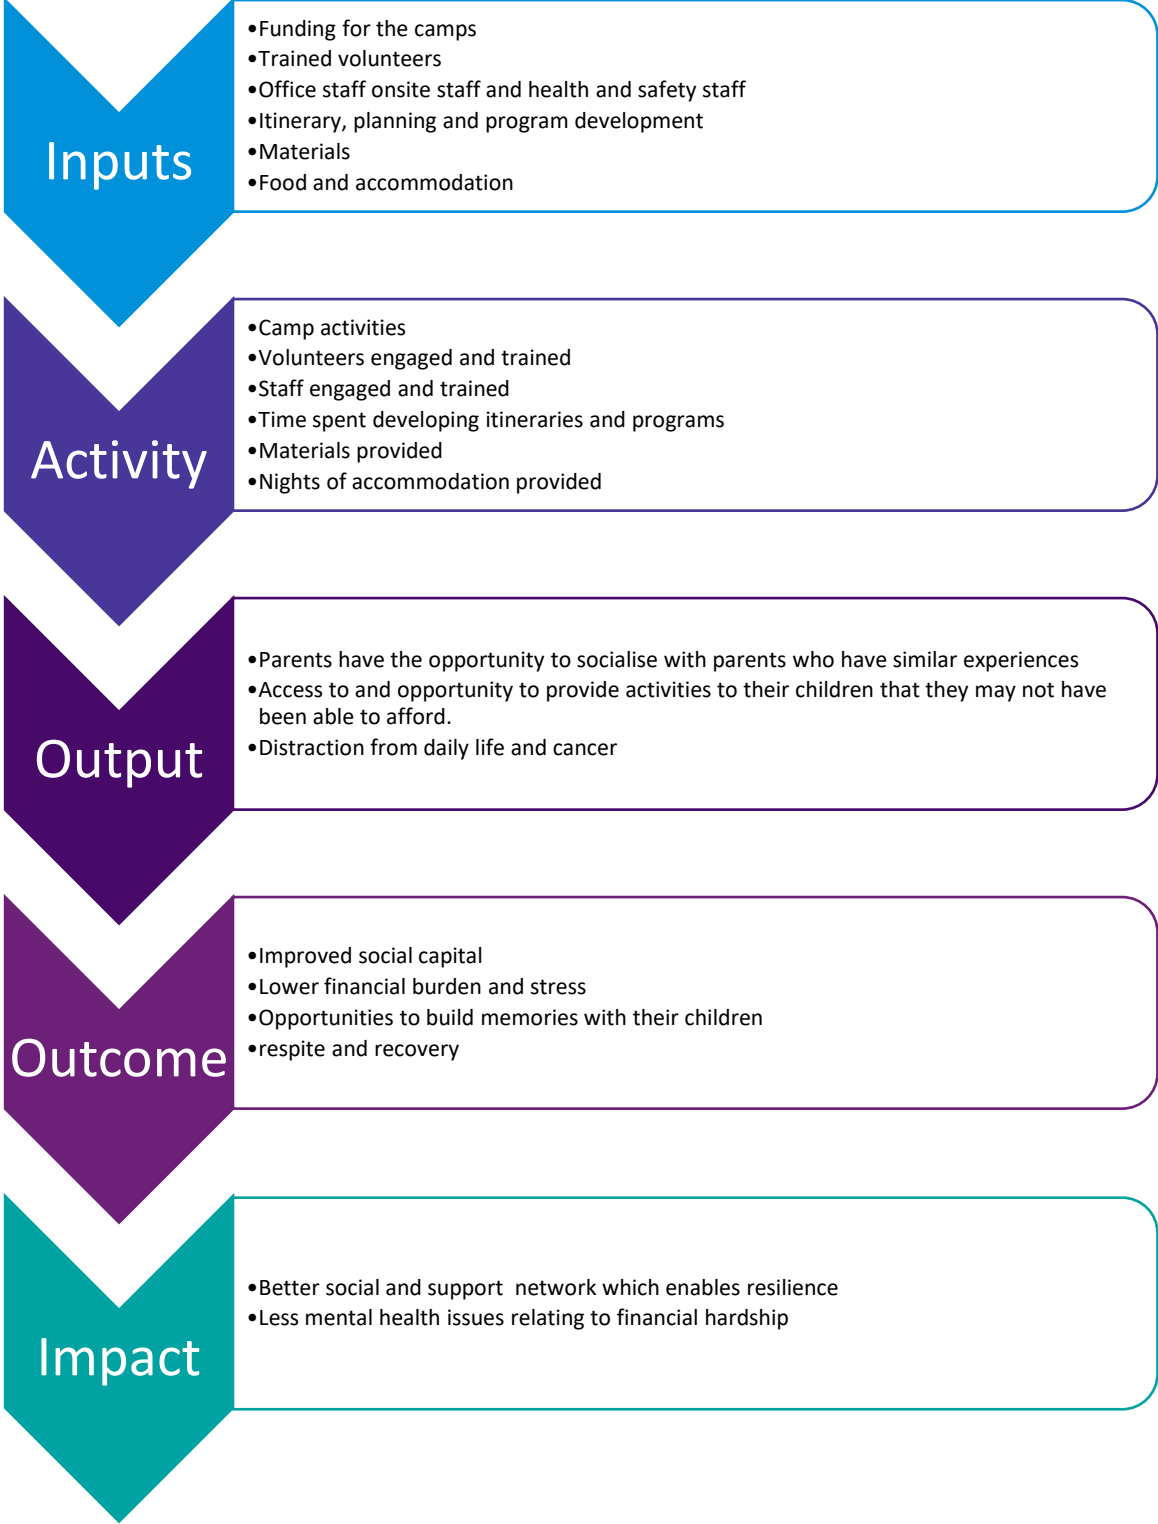 Inputs
•Funding for the camps
•Trained volunteers
•Office staff onsite staff and health and safety staff
•Itinerary, planning and program development
•Materials
•Food and accommodation
Activity
•Camp activities
•Volunteers engaged and trained
•Staff engaged and trained
•Time spent developing itineraries and programs
•Materials provided
•Nights of accommodation provided
Output
•Parents have the opportunity to socialise with parents who have similar experiences
•Access to and opportunity to provide activities to their children that they may not have
been able to afford.
•Distraction from daily life and cancer
Outcome
•Improved social capital
•Lower financial burden and stress
•Opportunities to build memories with their children
•respite and recovery
Impact
•Better social and support  network which enables resilience
•Less mental health issues relating to financial hardship